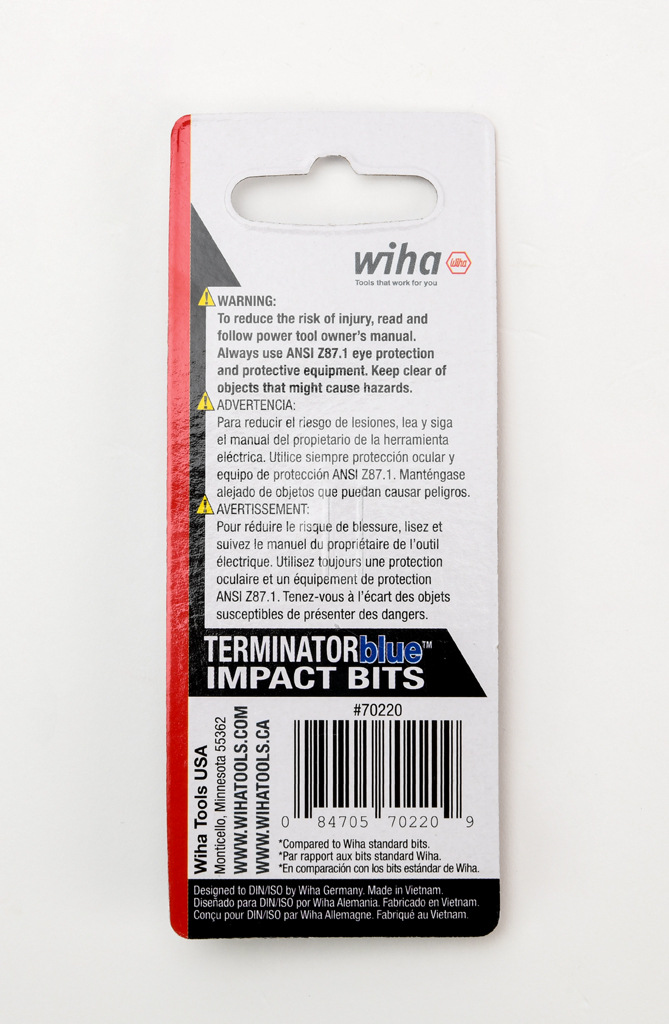 wiha wiha
Tools that work for you
WARNING:
To reduce the risk of injury, read and
follow power tool owner's manual.
Always use ANSI Z87.1 eye protection
and protective equipment. Keep clear of
objects that might cause hazards.
ADVERTENCIA:
Para reducir el riesgo de lesiones, lea y siga
el manual del propietario de la herramienta
eléctrica. Utilice siempre protección ocular y
equipo de protección ANSI Z87.1. Manténgase
alejado de objetos que puedan causar peligros.
AVERTISSEMENT:
Pour réduire le risque de blessure, lisez et
suivez le manuel du propriétaire de l'outil
électrique. Utilisez toujours une protection
oculaire et un équipement de protection
ANSI Z87.1. Tenez-vous à l'écart des objets
susceptibles de présenter des dangers.
TERMINATORblue™
IMPACT BITS
Wiha Tools USA
Monticello, Minnesota 55362
WWW.WIHATOOLS.COM
WWW.WIHATOOLS.CA
#70220
0 84705 70220 9
*Compared to Wiha standard bits.
*Par rapport aux bits standard Wiha.
*En comparación con los bits estándar de Wiha.
Designed to DIN/ISO by Wiha Germany. Made in Vietnam.
Diseñado para DIN/ISO por Wiha Alemania. Fabricado en Vietnam.
Conçu pour DIN/ISO par Wiha Allemagne. Fabriqué au Vietnam.